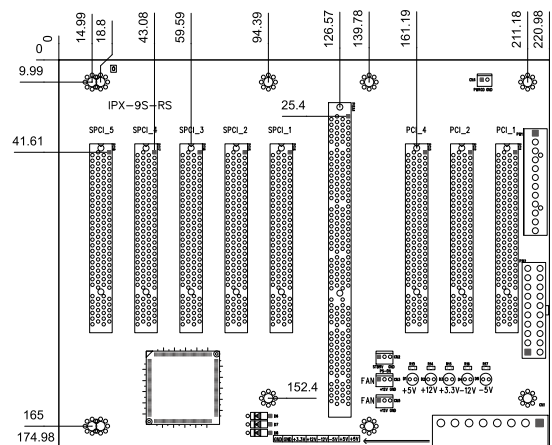 0
14.99
18.8
43.08
59.59
94.39
126.57
139.78
161.19
211.18
220.98
0
9.99
IPX-9S-RS
25.4
41.61
SPCI_5
SPCI_4
SPCI_3
SPCI_2
SPCI_1
PCI_4
PCI_2
PCI_1
152.4
FAN
FAN
+5V
+12V
+3.3V
-12V
-5V
165
174.98